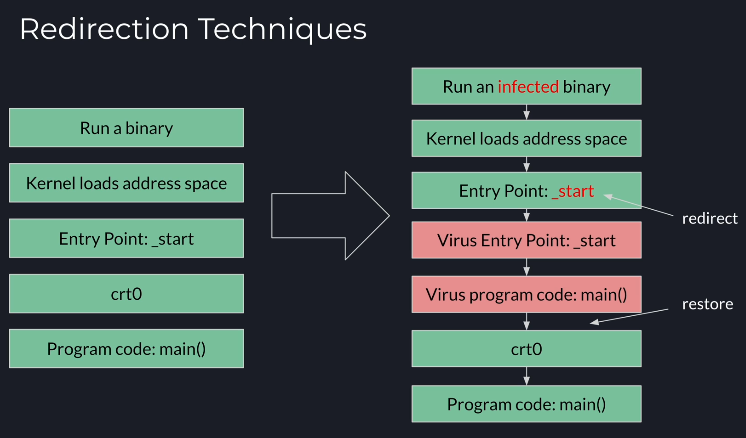 Redirection Techniques
Run a binary
Kernel loads address space
Entry Point: _start
crt0
Program code: main()
Run an infected binary
Kernel loads address space
Entry Point: _start
redirect
Virus Entry Point: _start
Virus program code: main()
restore
crt0
Program code: main()